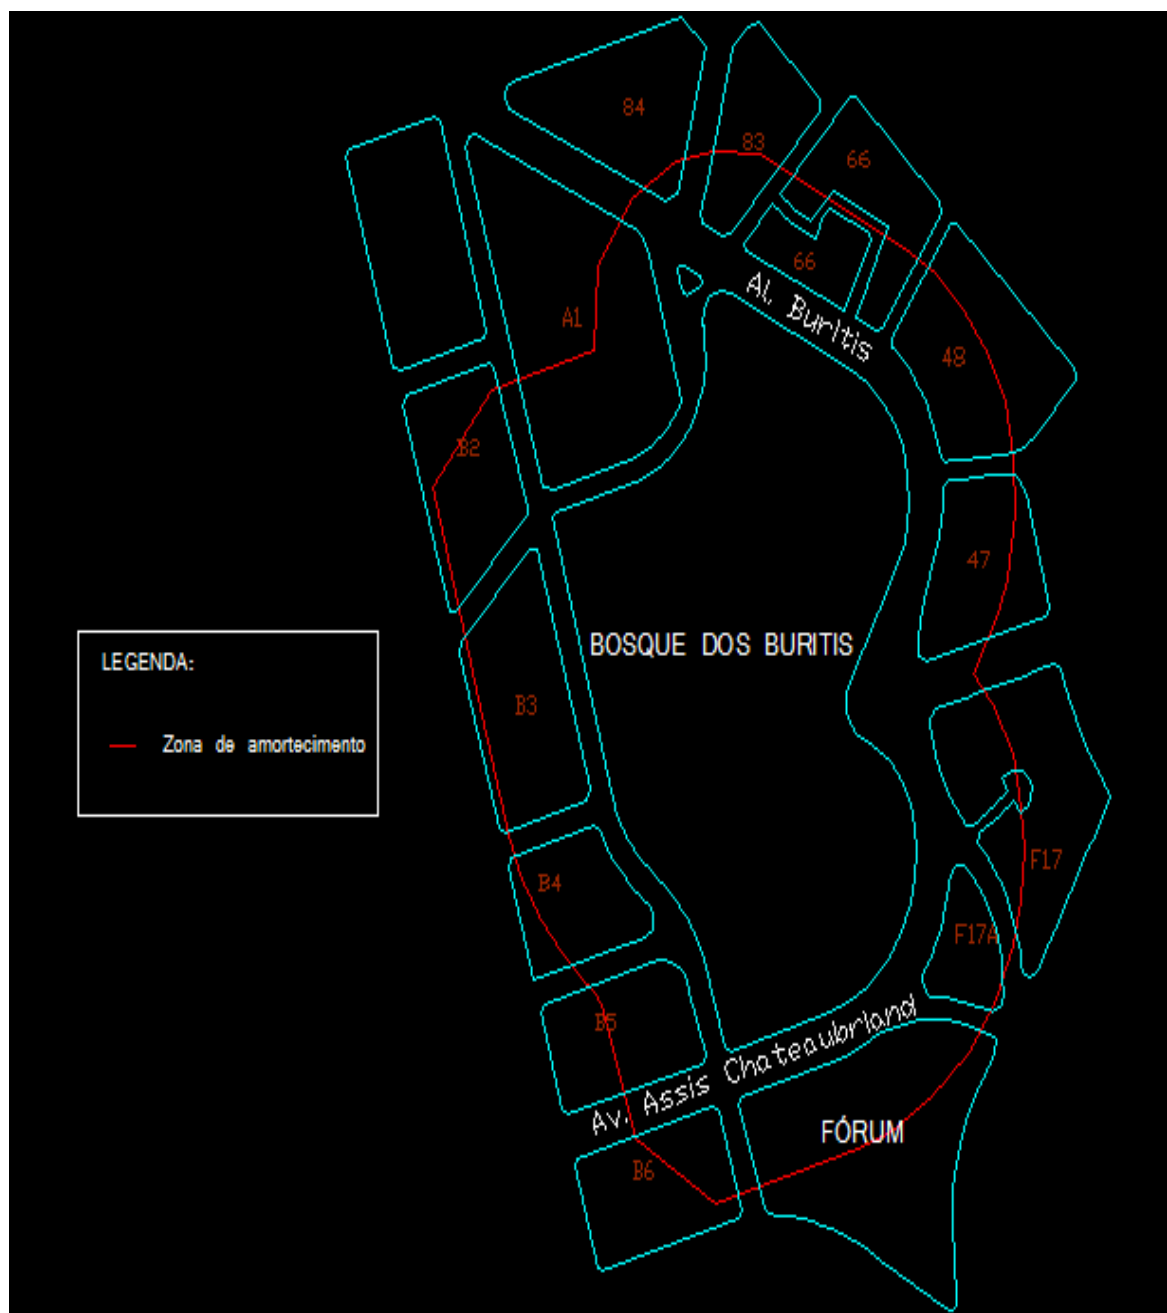 84
83
66
66
Al. Buritis
A1
48
B2
47
BOSQUE DOS BURITIS
LEGENDA:
Zona de amortecimento
B3
F17
B4
F17A
B5
Av. Assis Chateaubriand
FÓRUM
B6